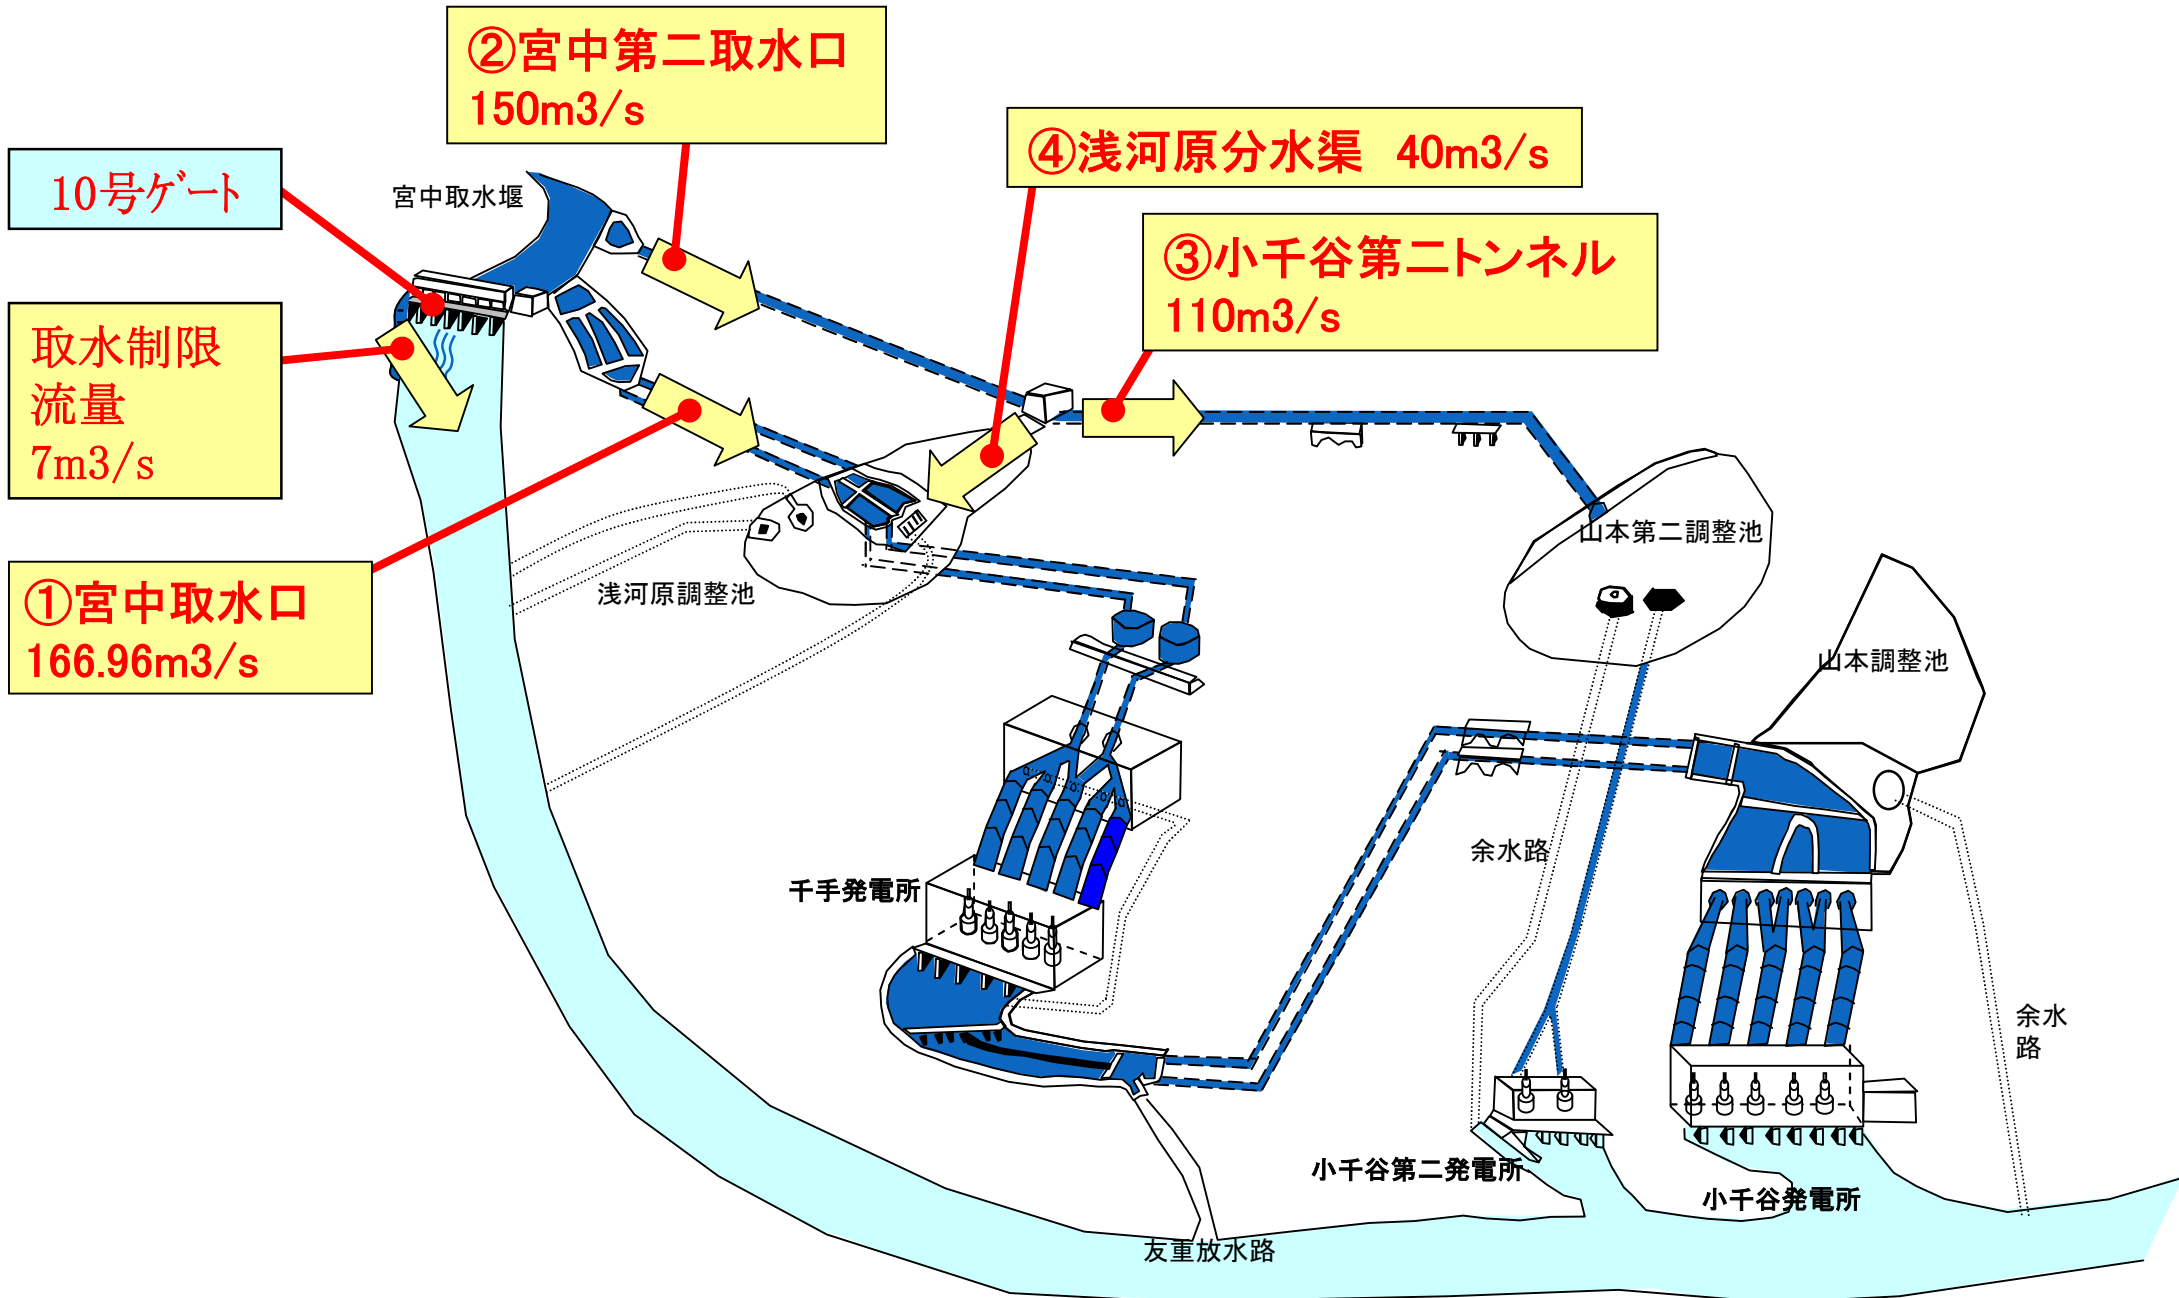 ②宮中第二取水口
150m3/s
④浅河原分水渠　40m3/s
10号ゲート
宮中取水堰
③小千谷第二トンネル
110m3/s
取水制限
流量
7m3/s
①宮中取水口
166.96m3/s
浅河原調整池
山本第二調整池
山本調整池
余水路
千手発電所
余水
路
小千谷第二発電所
小千谷発電所
友重放水路